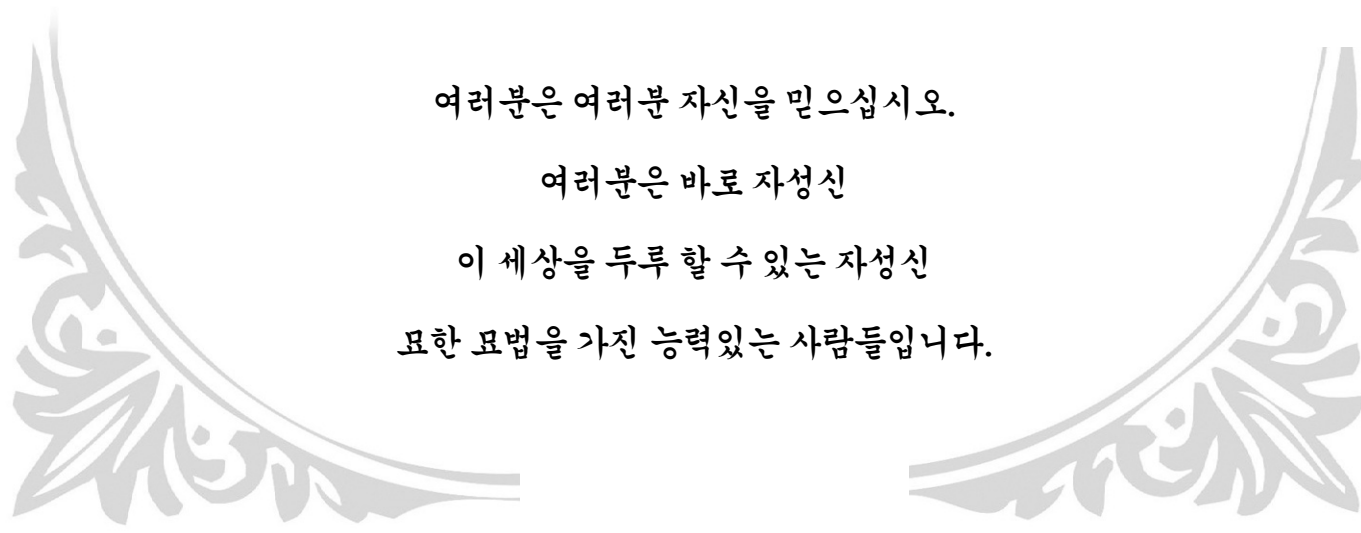 여러분은 여러분 자신을 믿으십시오.
여러분은 바로 자성신
이 세상을 두루 할 수 있는 자성신
묘한 묘법을 가진 능력있는 사람들입니다.